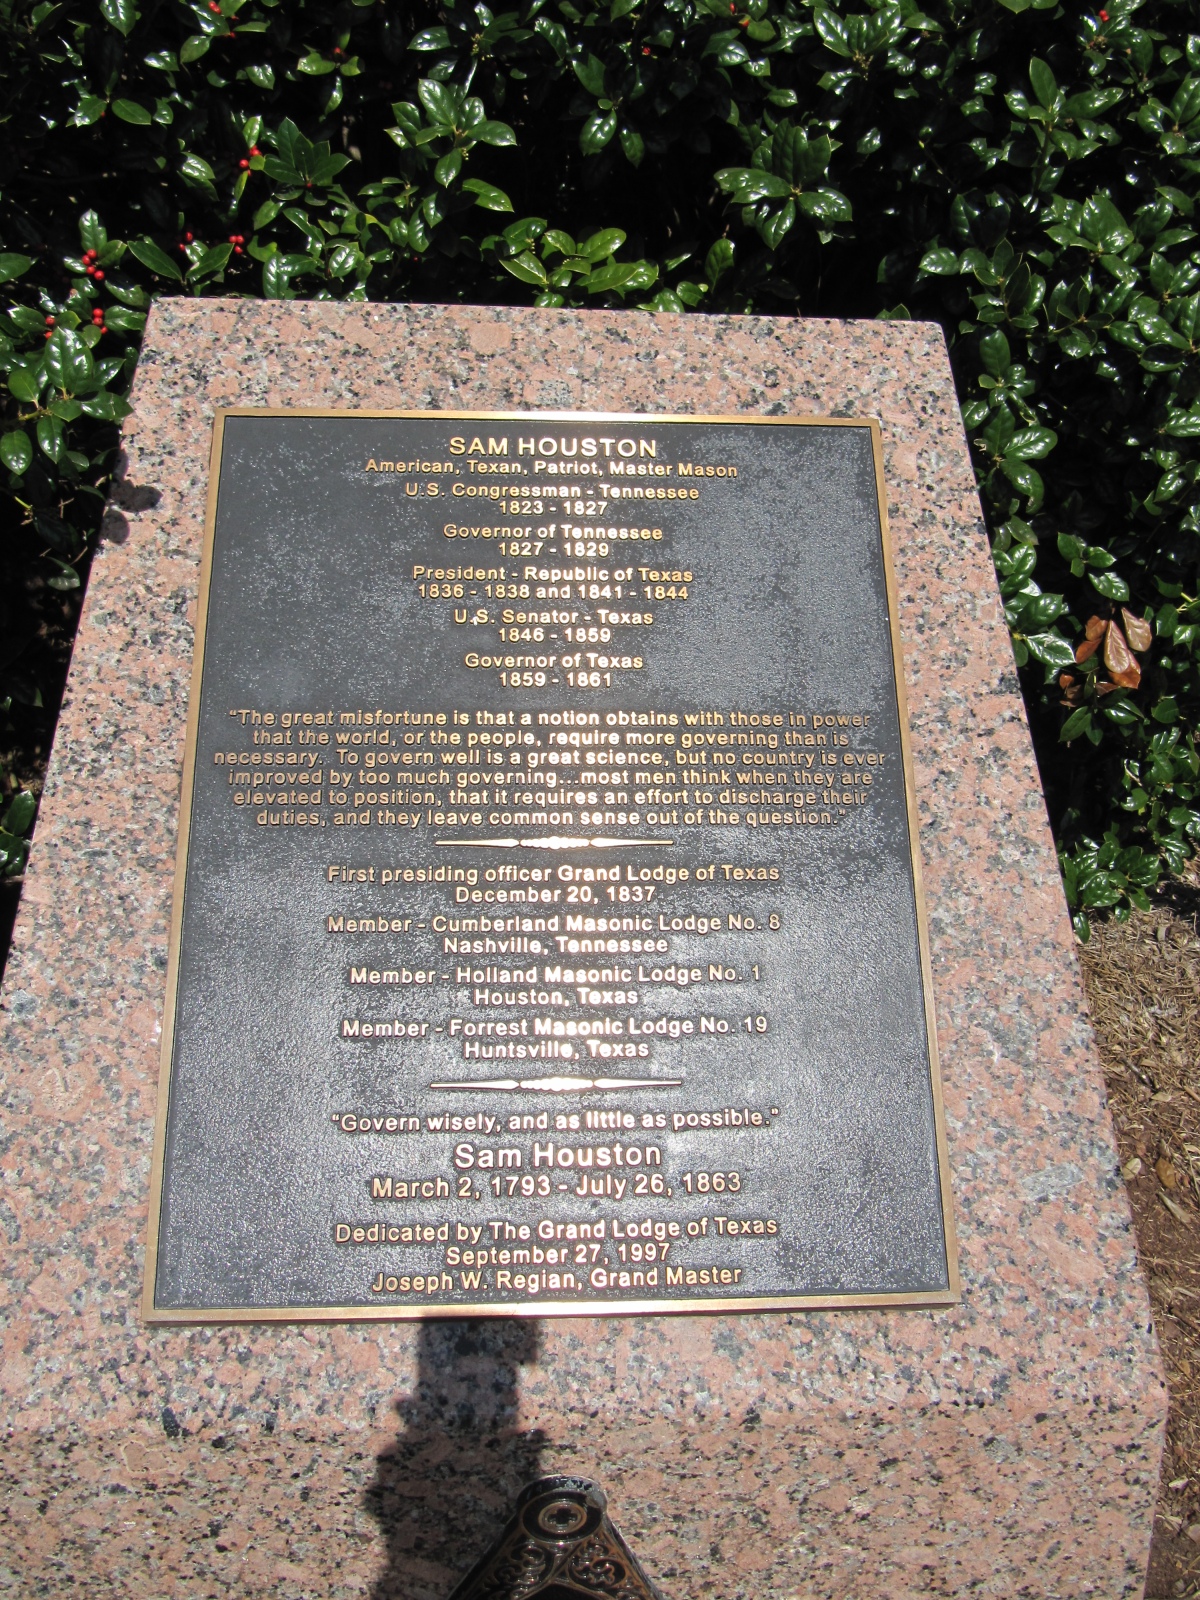 SAM HOUSTON
American, Texan, Patriot, Master Mason
U.S. Congressman - Tennessee
1823 - 1827
Governor of Tennessee
1827 - 1829
President - Republic of Texas
1836 - 1838 and 1841 - 1844
U.S. Senator - Texas
1846 - 1859
Governor of Texas
1859 - 1861
"The great misfortune is that a notion obtains with those in power
that the world, or the people, require more governing than is
necessary. To govern well is a great science, but no country is ever
improved by too much governing...most men think when they are
elevated to position, that it requires an effort to discharge their
duties, and they leave common sense out of the question."
First presiding officer Grand Lodge of Texas
December 20, 1837
Member - Cumberland Masonic Lodge No. 8
Nashville, Tennessee
Member - Holland Masonic Lodge No. 1
Houston, Texas
Member - Forrest Masonic Lodge No. 19
Huntsville, Texas
"Govern wisely, and as little as possible."
Sam Houston
March 2, 1793 - July 26, 1863
Dedicated by The Grand Lodge of Texas
September 27, 1997
Joseph W. Regian, Grand Master